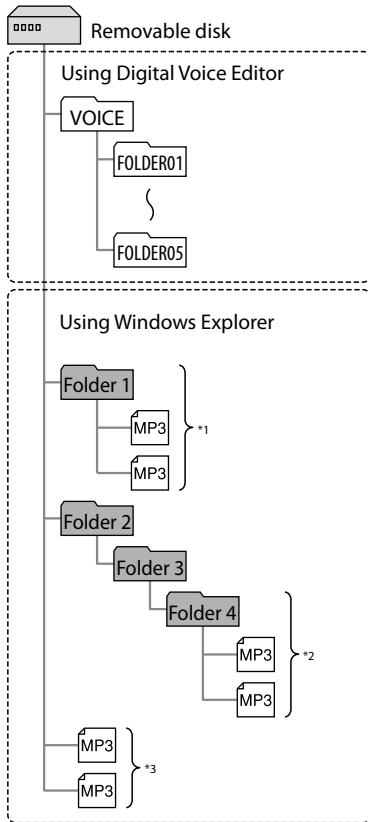 Removable disk
Using Digital Voice Editor
VOICE
FOLDER01
FOLDER05
Using Windows Explorer
Folder 1
MP3
*1
MP3
Folder 2
Folder 3
Folder 4
MP3
*2
MP3
MP3
*3
MP3